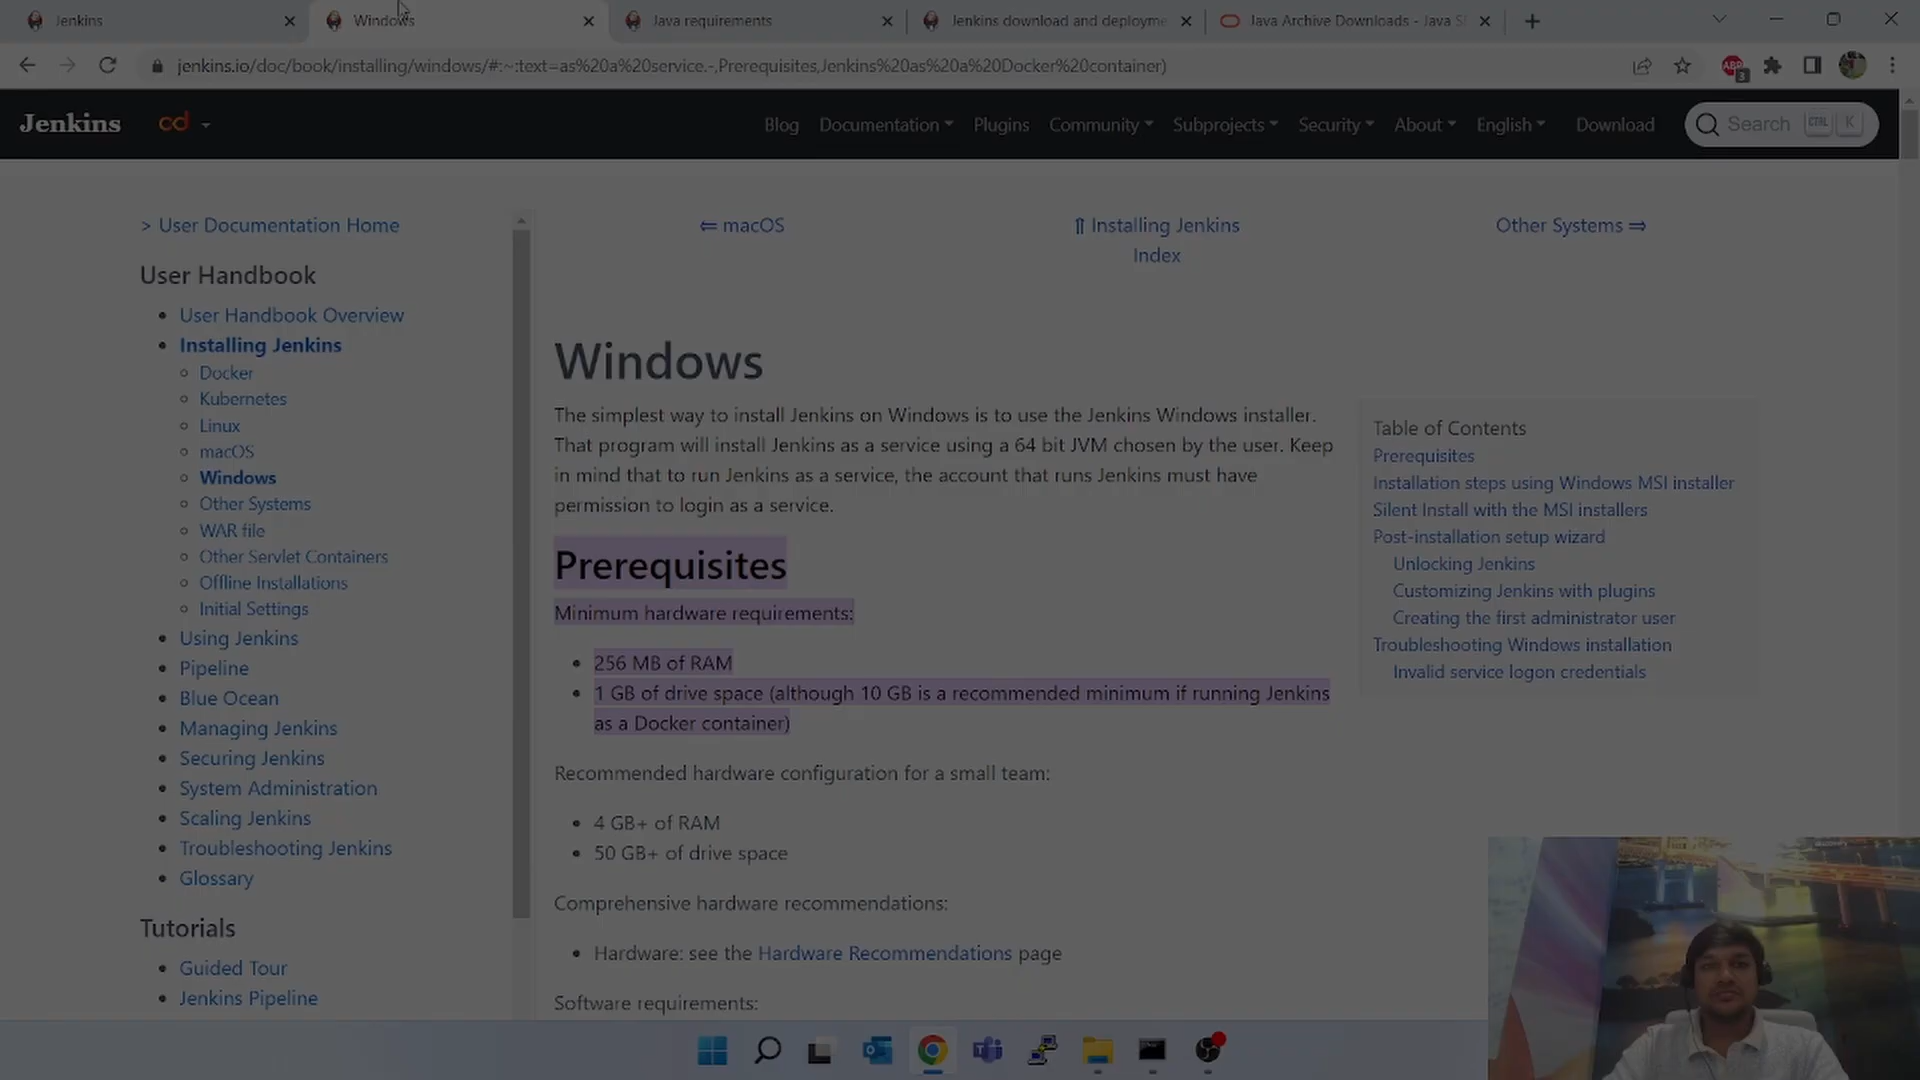 Jenkins
Windows
Java requirements
Jenkins download and deployme
Java Archive Downloads - Java S
jenkins.io/doc/book/installing/windows/#:~:text=as%20a%20service.-,Prerequisites,Jenkins%20as%20a%20Docker%20container)
ABP
3
Jenkins
cd
Blog
Documentation
Plugins
Community
Subprojects
Security
About
English
Download
Search
CTRL
K
> User Documentation Home
⇐ macOS
⇑ Installing Jenkins
Index
Other Systems ⇒
User Handbook
User Handbook Overview
Installing Jenkins
Docker
Kubernetes
Linux
macOS
Windows
Other Systems
WAR file
Other Servlet Containers
Offline Installations
Initial Settings
Using Jenkins
Pipeline
Blue Ocean
Managing Jenkins
Securing Jenkins
System Administration
Scaling Jenkins
Troubleshooting Jenkins
Glossary
Tutorials
Guided Tour
Jenkins Pipeline
Windows
The simplest way to install Jenkins on Windows is to use the Jenkins Windows installer.
That program will install Jenkins as a service using a 64 bit JVM chosen by the user. Keep
in mind that to run Jenkins as a service, the account that runs Jenkins must have
permission to login as a service.
Prerequisites
Minimum hardware requirements:
256 MB of RAM
1 GB of drive space (although 10 GB is a recommended minimum if running Jenkins
as a Docker container)
Recommended hardware configuration for a small team:
4 GB+ of RAM
50 GB+ of drive space
Comprehensive hardware recommendations:
Hardware: see the Hardware Recommendations page
Software requirements:
Table of Contents
Prerequisites
Installation steps using Windows MSI installer
Silent Install with the MSI installers
Post-installation setup wizard
Unlocking Jenkins
Customizing Jenkins with plugins
Creating the first administrator user
Troubleshooting Windows installation
Invalid service logon credentials